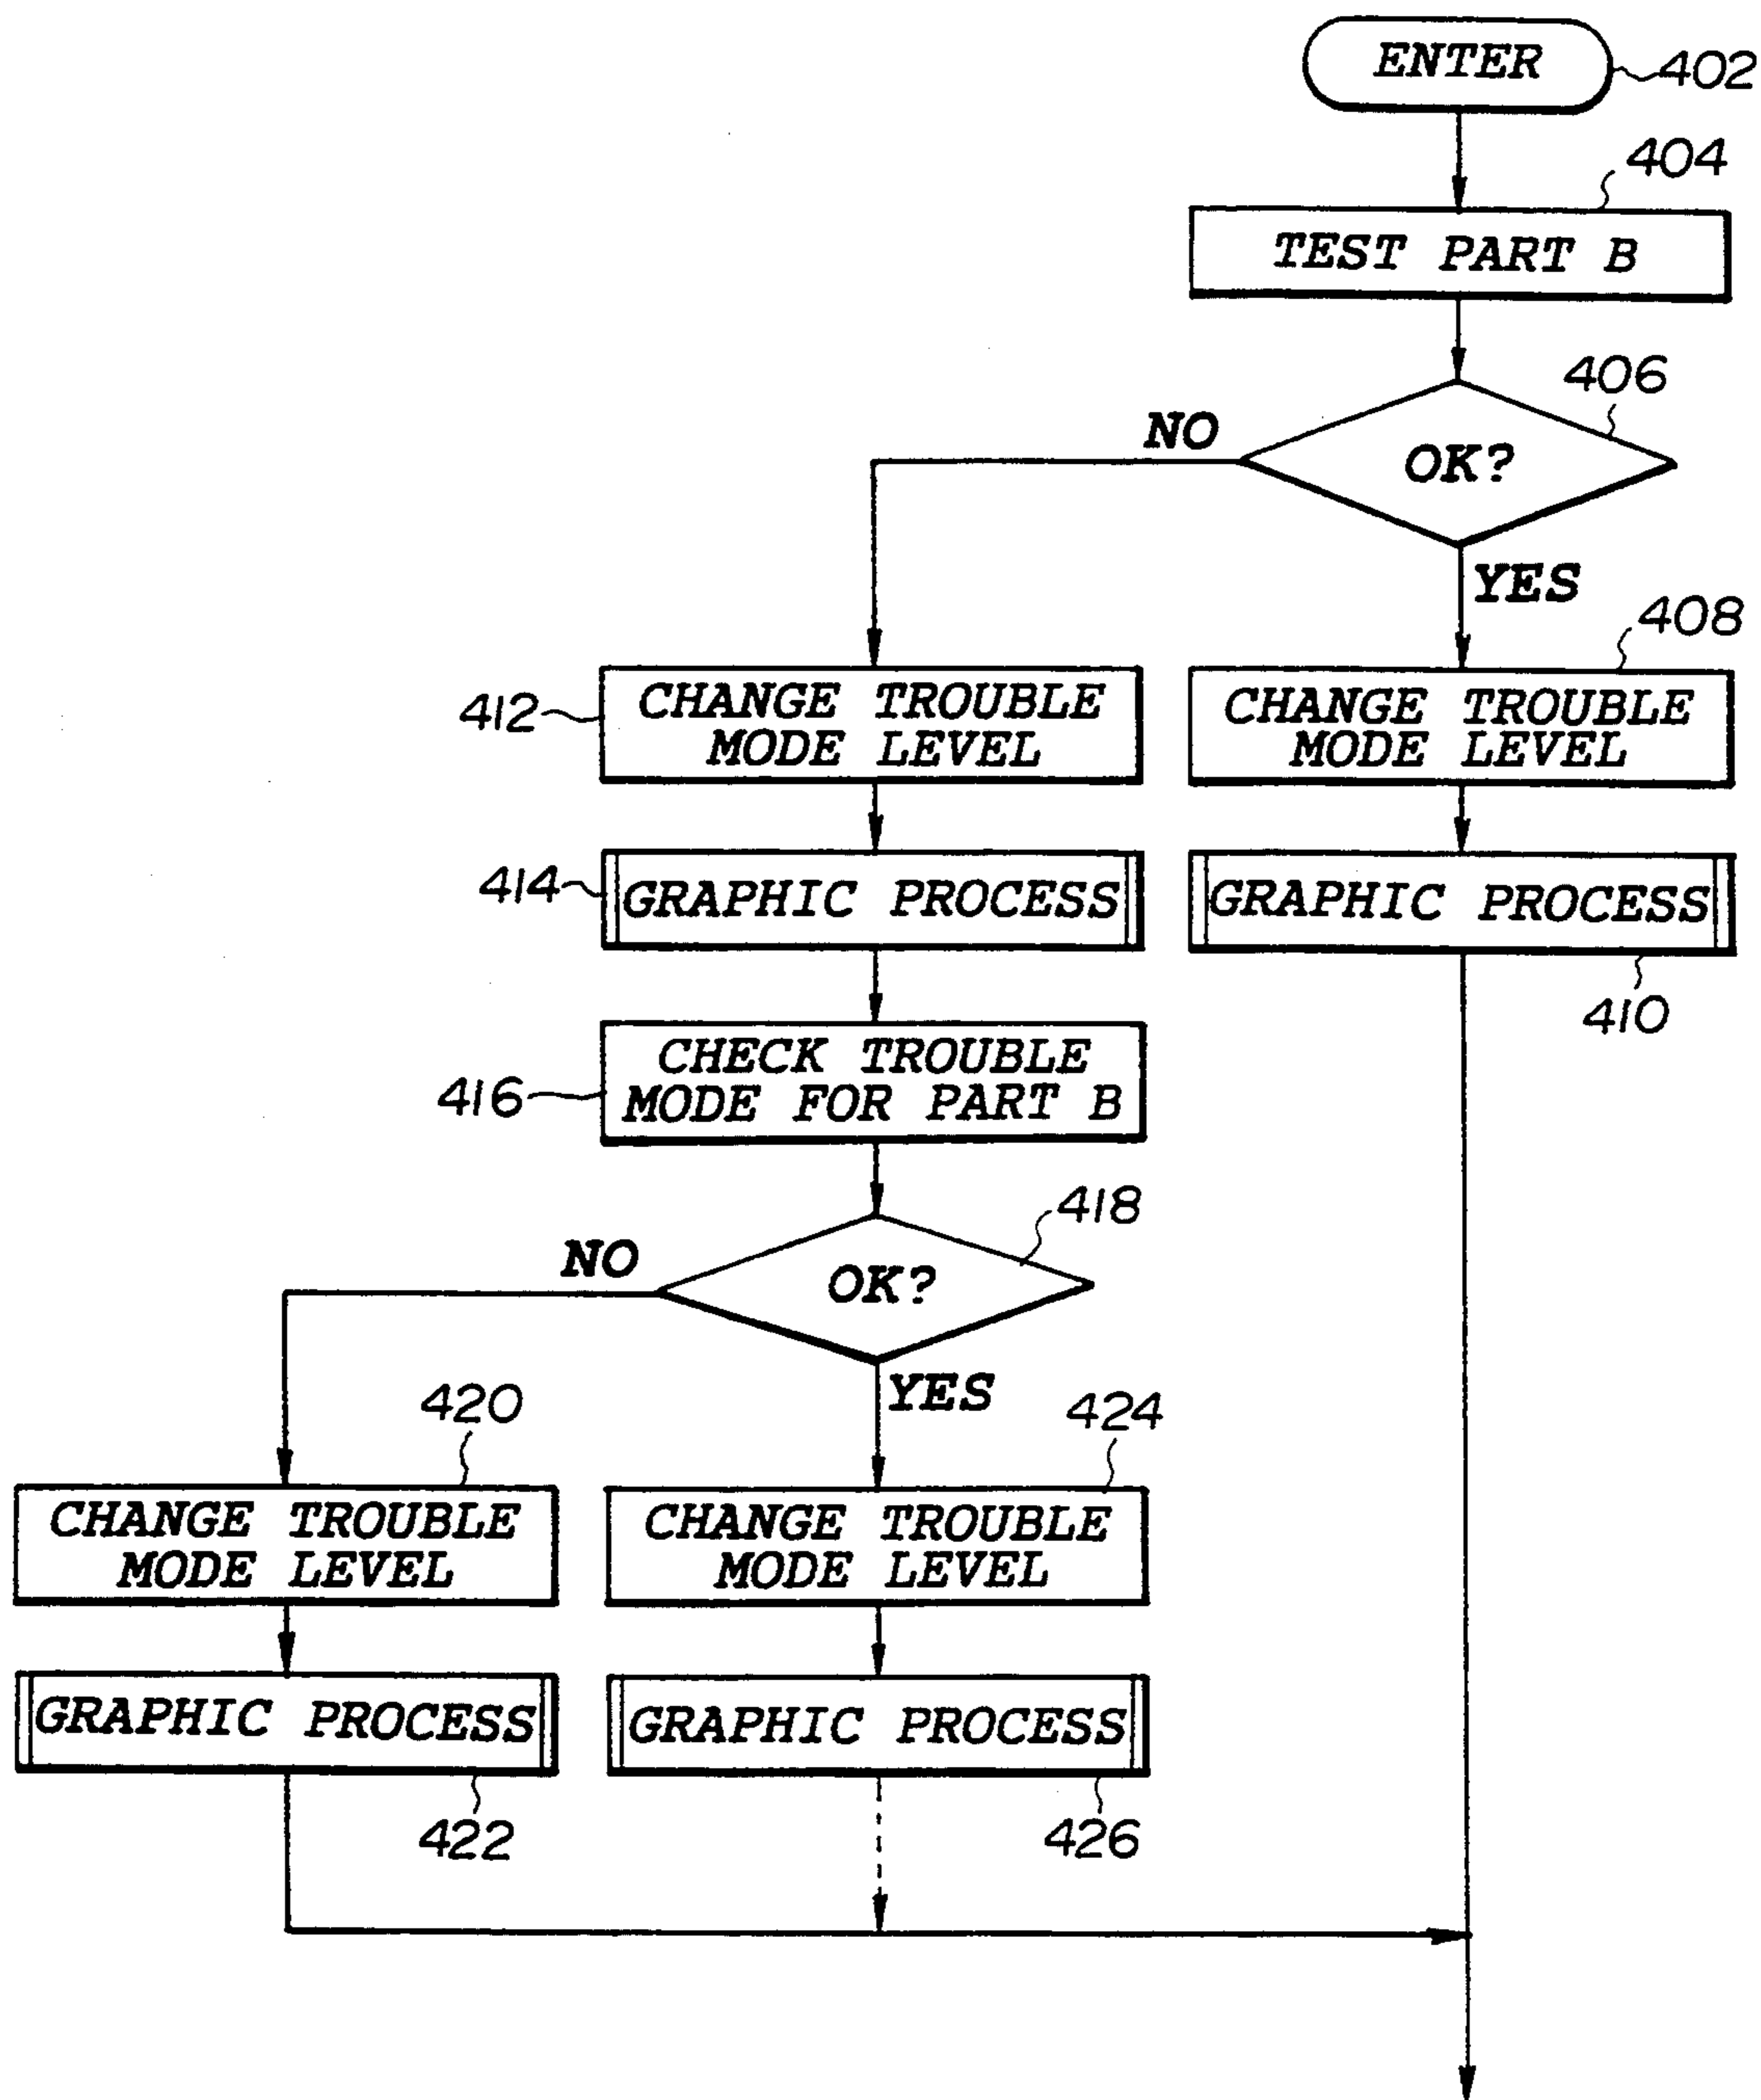 ENTER
402
404
TEST PART B
406
NO
OK?
YES
408
412
CHANGE TROUBLE
MODE LEVEL
CHANGE TROUBLE
MODE LEVEL
414
GRAPHIC PROCESS
GRAPHIC PROCESS
410
416
CHECK TROUBLE
MODE FOR PART B
418
NO
OK?
YES
420
424
CHANGE TROUBLE
MODE LEVEL
CHANGE TROUBLE
MODE LEVEL
GRAPHIC PROCESS
GRAPHIC PROCESS
422
426